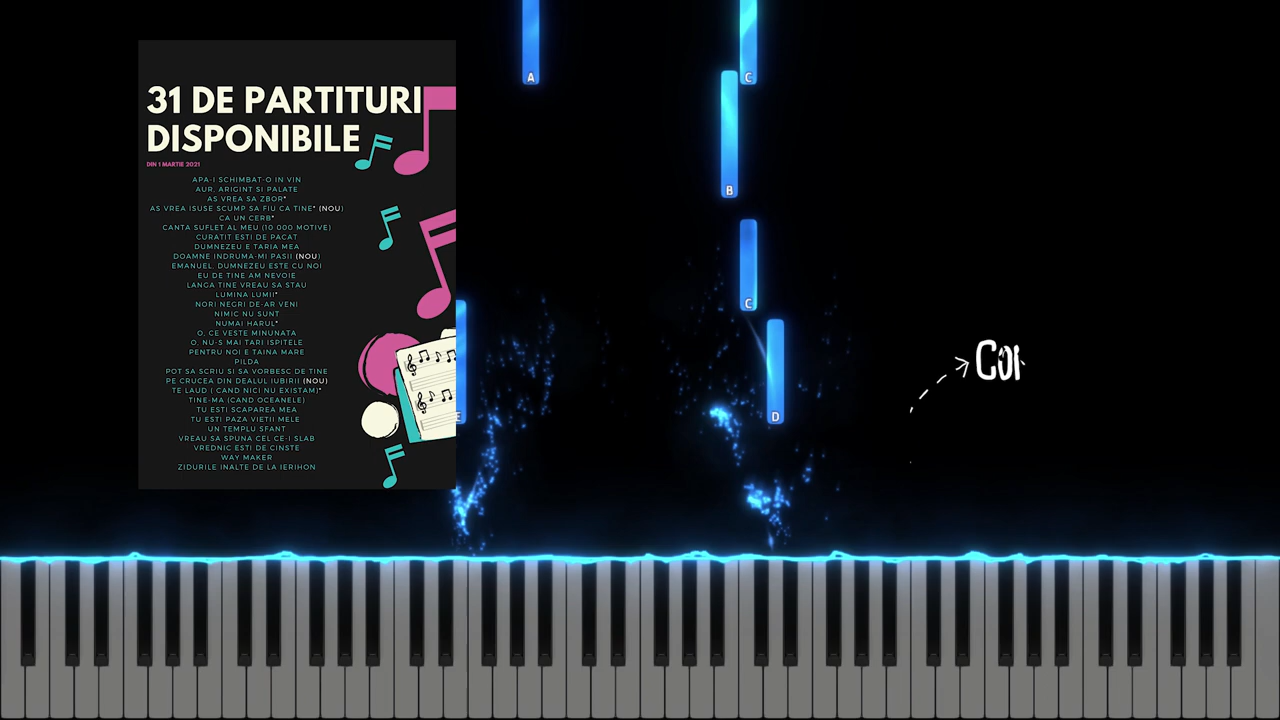 31 DE PARTITURI
DISPONIBILE
DIN 1 MARTIE 2021
APA-I SCHIMBAT-O IN VIN
AUR, ARIGINT SI PALATE
AS VREA SA ZBOR*
AS VREA ISUSE SCUMP SA FIU CA TINE* (NOU)
CA UN CERB*
CANTA SUFLET AL MEU (10 000 MOTIVE)
CURATIT ESTI DE PACAT
DUMNEZEU E TARIA MEA
DOAMNE INDRUMA-MI PASII (NOU)
EMANUEL, DUMNEZEU ESTE CU NOI
EU DE TINE AM NEVOIE
LANGA TINE VREAU SA STAU
LUMINA LUMII*
NORI NEGRI DE-AR VENI
NIMIC NU SUNT
NUMAI HARUL*
O, CE VESTE MINUNATA
O, NU-S MAI TARI ISPITELE
PENTRU NOI E TAINA MARE
PILDA
POT SA SCRIU SI SA VORBESC DE TINE
PE CRUCEA DIN DEALUL IUBIRII (NOU)
TE LAUD ( CAND NICI NU EXISTAM)*
TINE-MA (CAND OCEANELE)
TU ESTI SCAPAREA MEA
TU ESTI PAZA VIETII MELE
UN TEMPLU SFANT
VREAU SA SPUNA CEL CE-I SLAB
VREDNIC ESTI DE CINSTE
WAY MAKER
ZIDURILE INALTE DE LA IERIHON
A
C
B
C
D
E